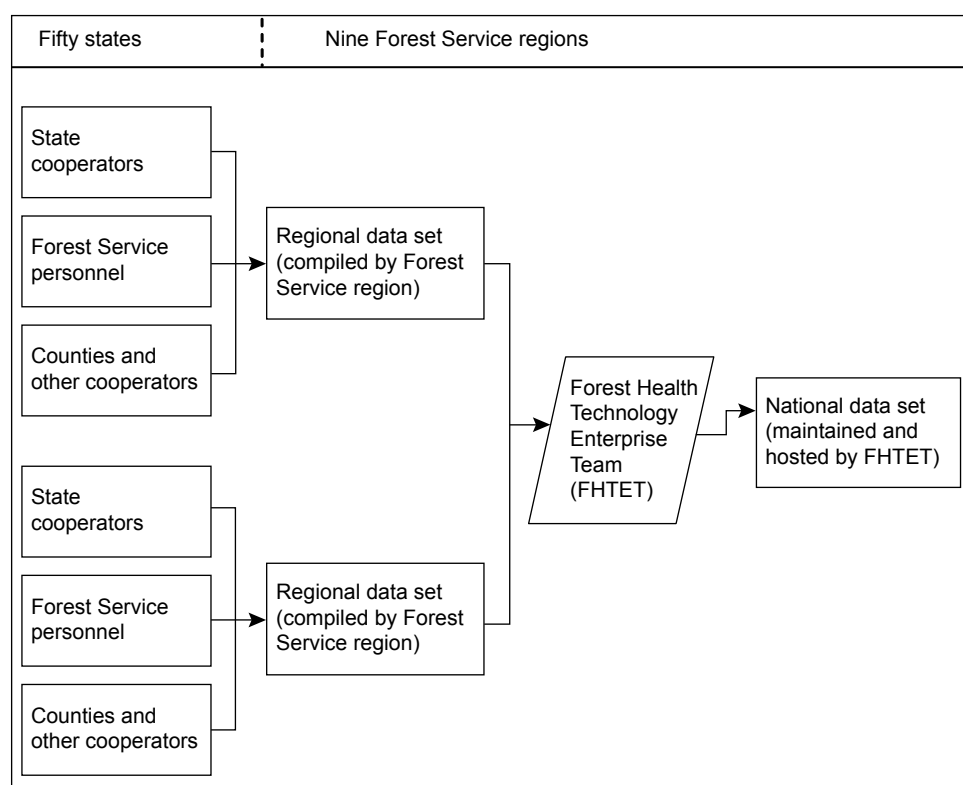 Fifty states
Nine Forest Service regions
State
cooperators
Forest Service
personnel
Counties and
other cooperators
Regional data set
(compiled by Forest
Service region)
State
cooperators
Forest Service
personnel
Counties and
other cooperators
Regional data set
(compiled by Forest
Service region)
Forest Health
Technology
Enterprise
Team
(FHTET)
National data set
(maintained and
hosted by FHTET)